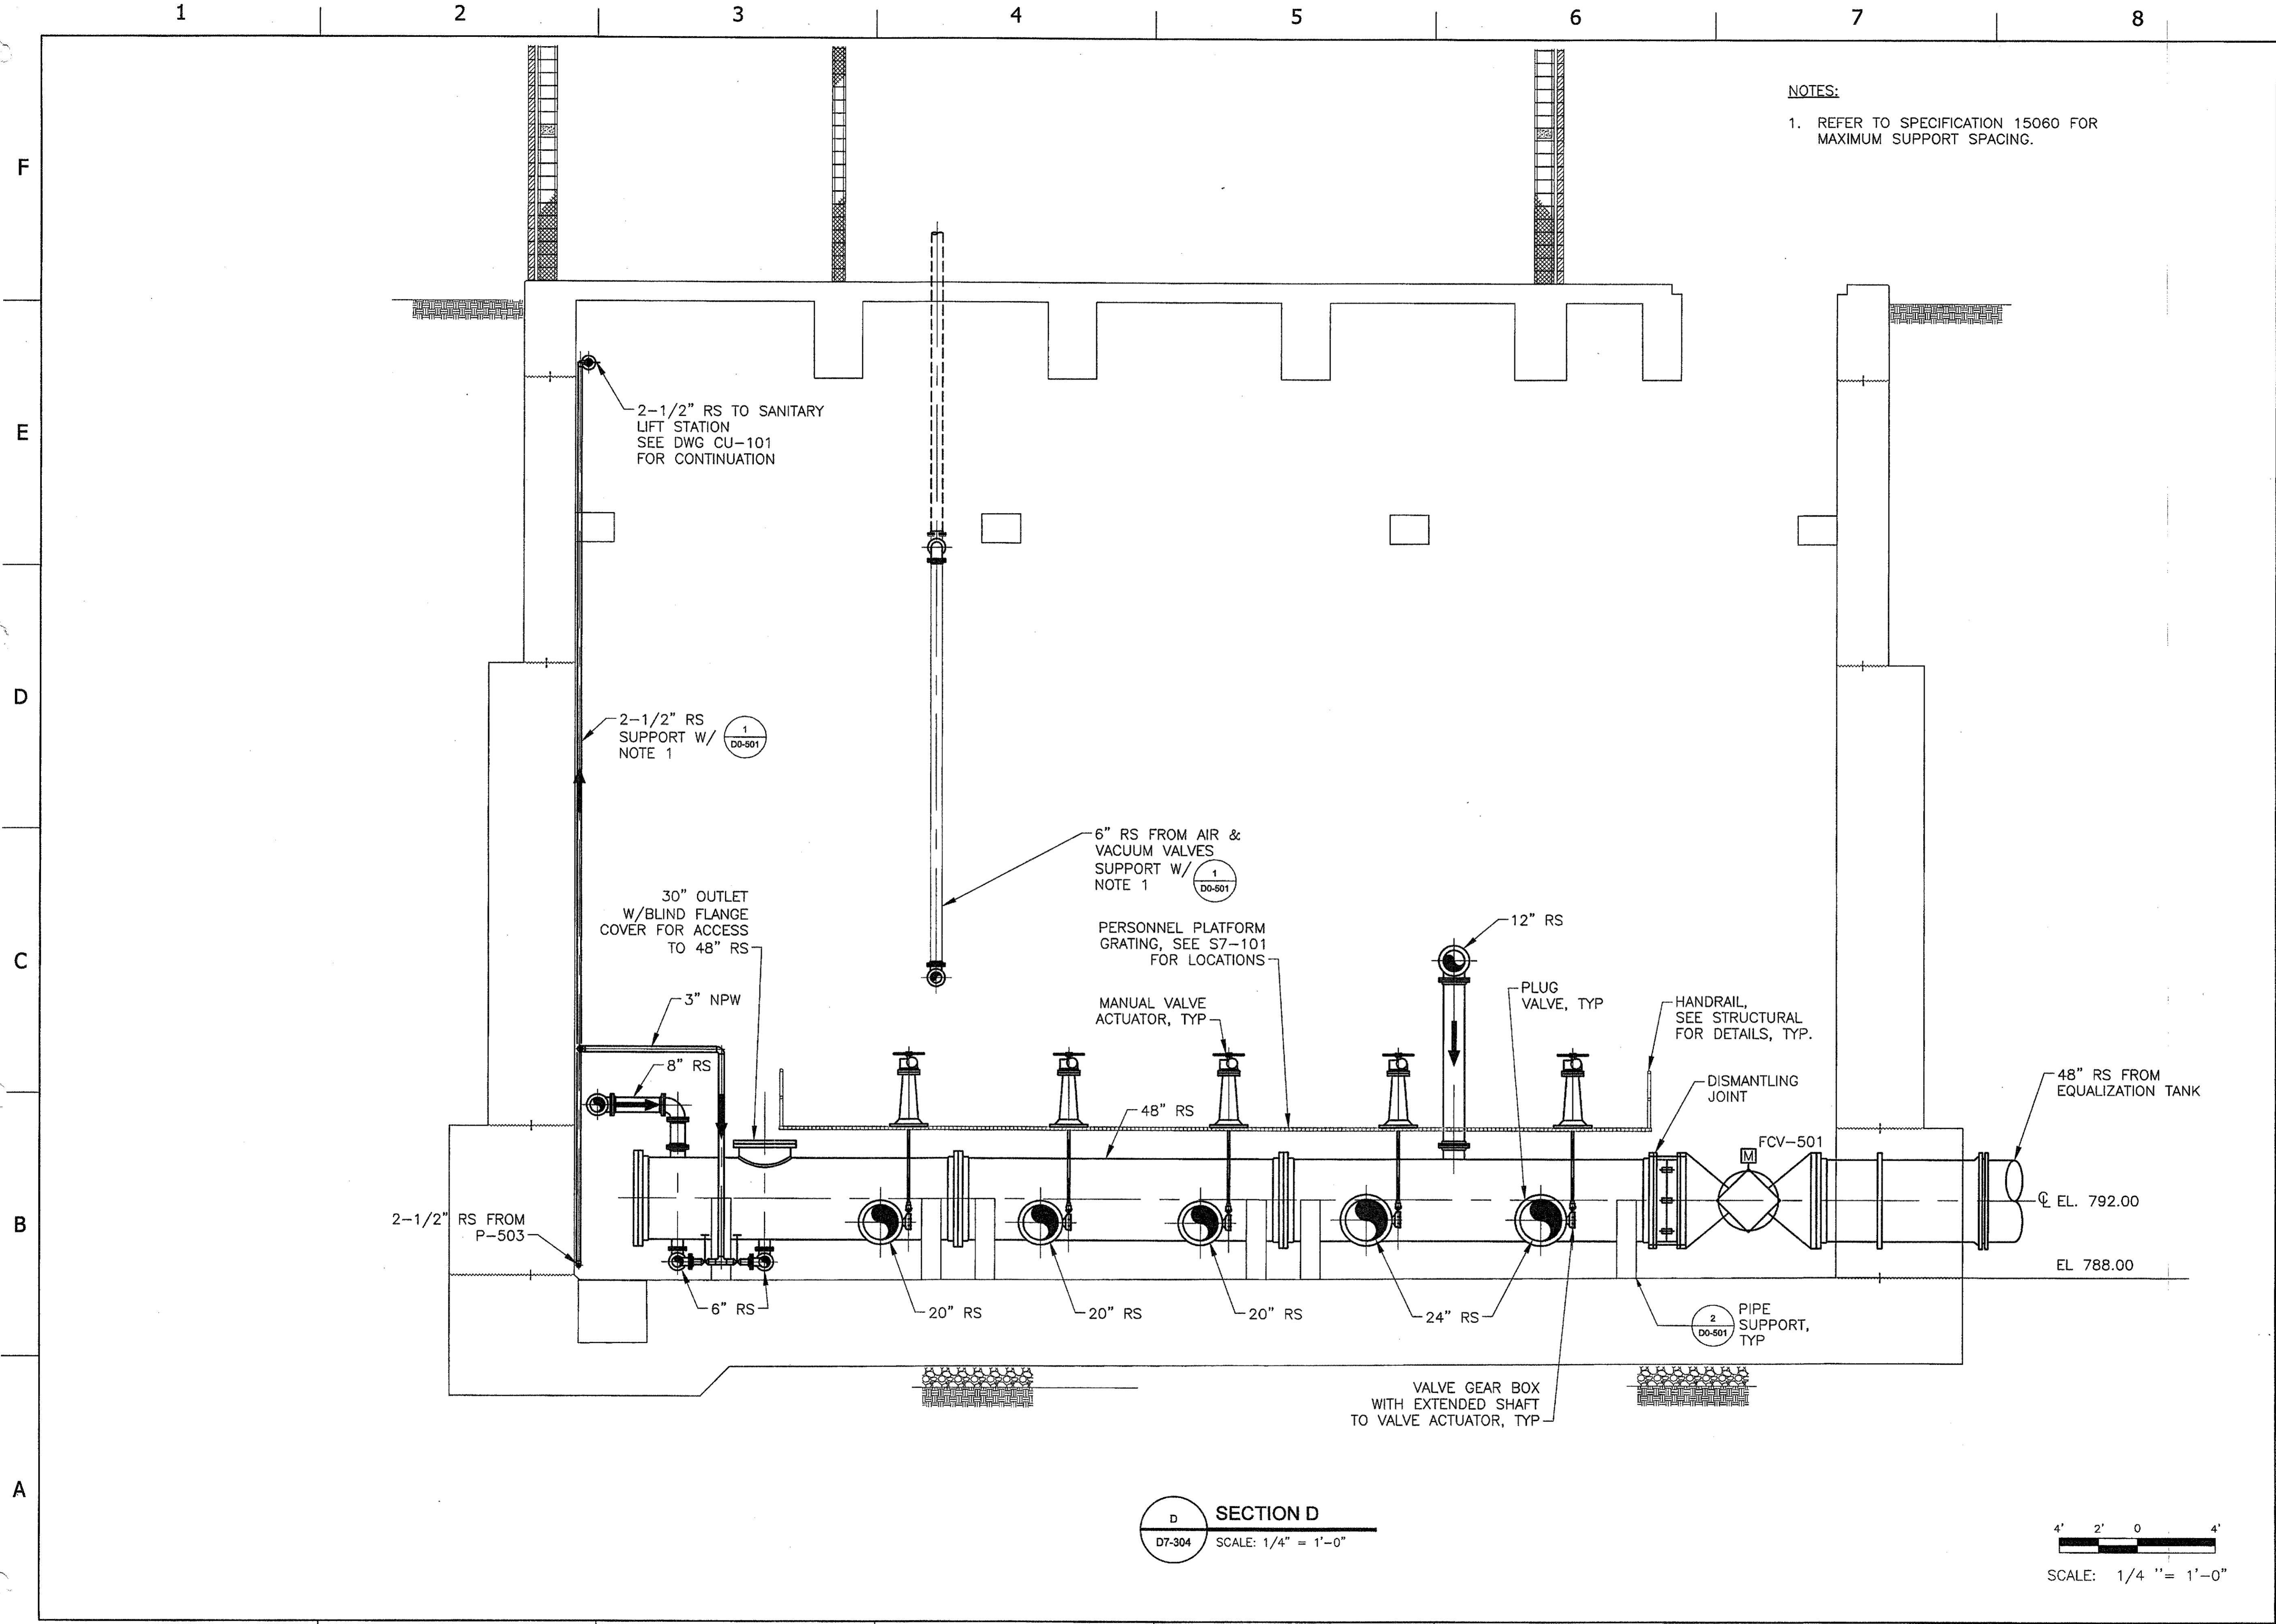 1 2 3 4 5 6 7 8
F
E
D
C
B
A
NOTES:
1. REFER TO SPECIFICATION 15060 FOR
MAXIMUM SUPPORT SPACING.
2-1/2" RS TO SANITARY
LIFT STATION
SEE DWG CU-101
FOR CONTINUATION
2-1/2" RS
SUPPORT W/
NOTE 1
1
D0-501
6" RS FROM AIR &
VACUUM VALVES
SUPPORT W/
NOTE 1
1
D0-501
30" OUTLET
W/BLIND FLANGE
COVER FOR ACCESS
TO 48" RS
PERSONNEL PLATFORM
GRATING, SEE S7-101
FOR LOCATIONS
12" RS
3" NPW
MANUAL VALVE
ACTUATOR, TYP
PLUG
VALVE, TYP
HANDRAIL,
SEE STRUCTURAL
FOR DETAILS, TYP.
8" RS
DISMANTLING
JOINT
48" RS FROM
EQUALIZATION TANK
48" RS
FCV-501
M
℄ EL. 792.00
2-1/2" RS FROM
P-503
EL 788.00
6" RS
20" RS
20" RS
20" RS
24" RS
2
D0-501
PIPE
SUPPORT,
TYP
VALVE GEAR BOX
WITH EXTENDED SHAFT
TO VALVE ACTUATOR, TYP
D
D7-304
SECTION D
SCALE: 1/4" = 1'-0"
4' 2' 0 4'
SCALE: 1/4 "= 1'-0"